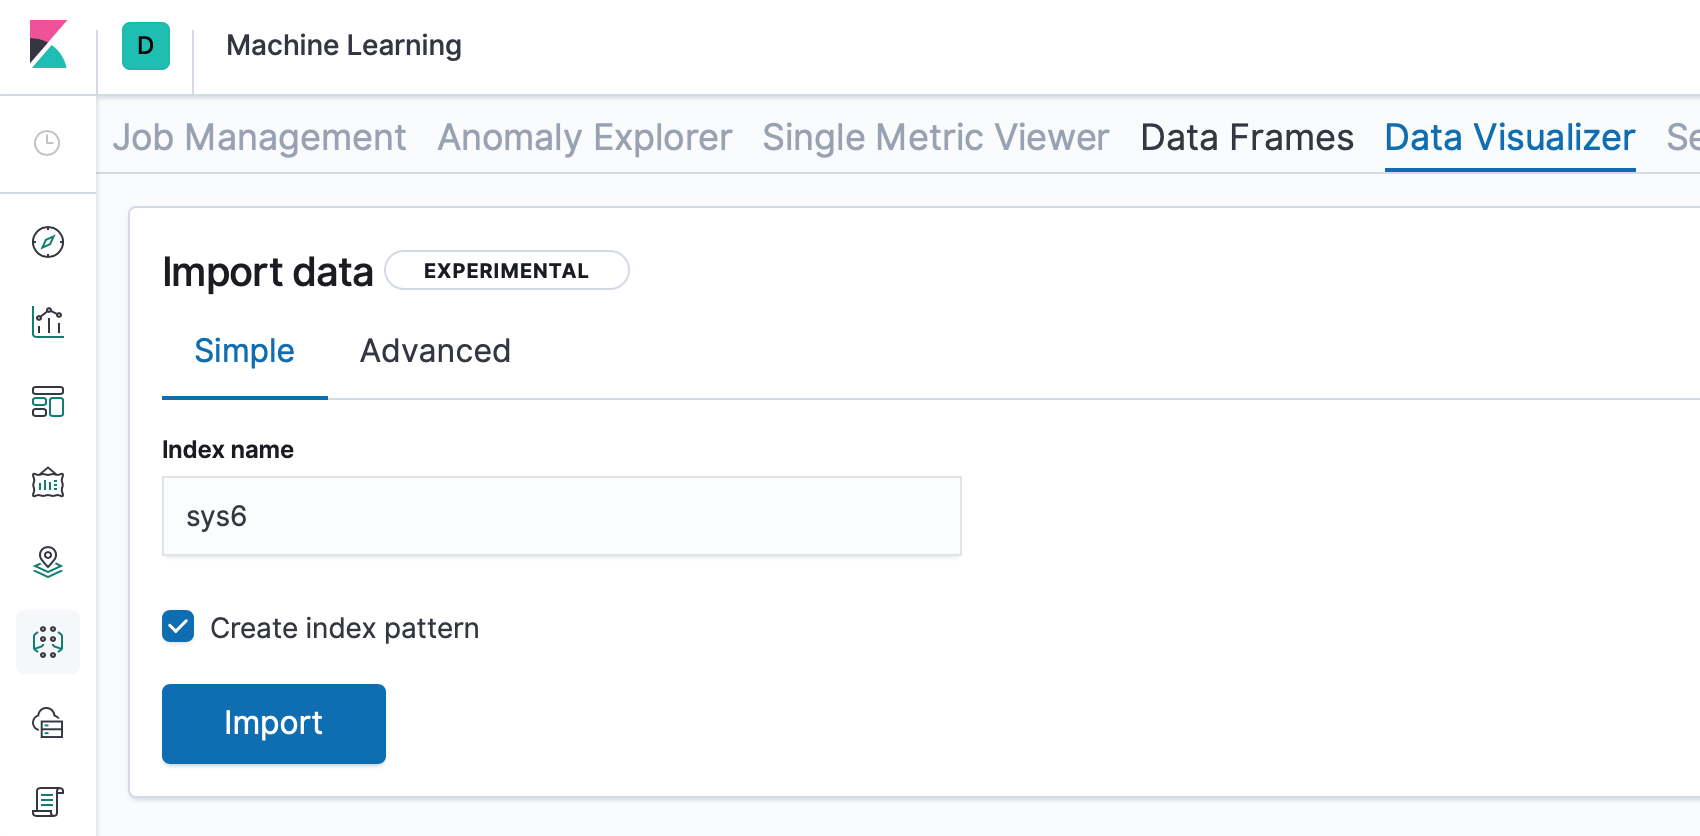 D
Machine Learning
Job Management Anomaly Explorer Single Metric Viewer Data Frames Data Visualizer Se
Import data EXPERIMENTAL
Simple Advanced
Index name
sys6
Create index pattern
Import